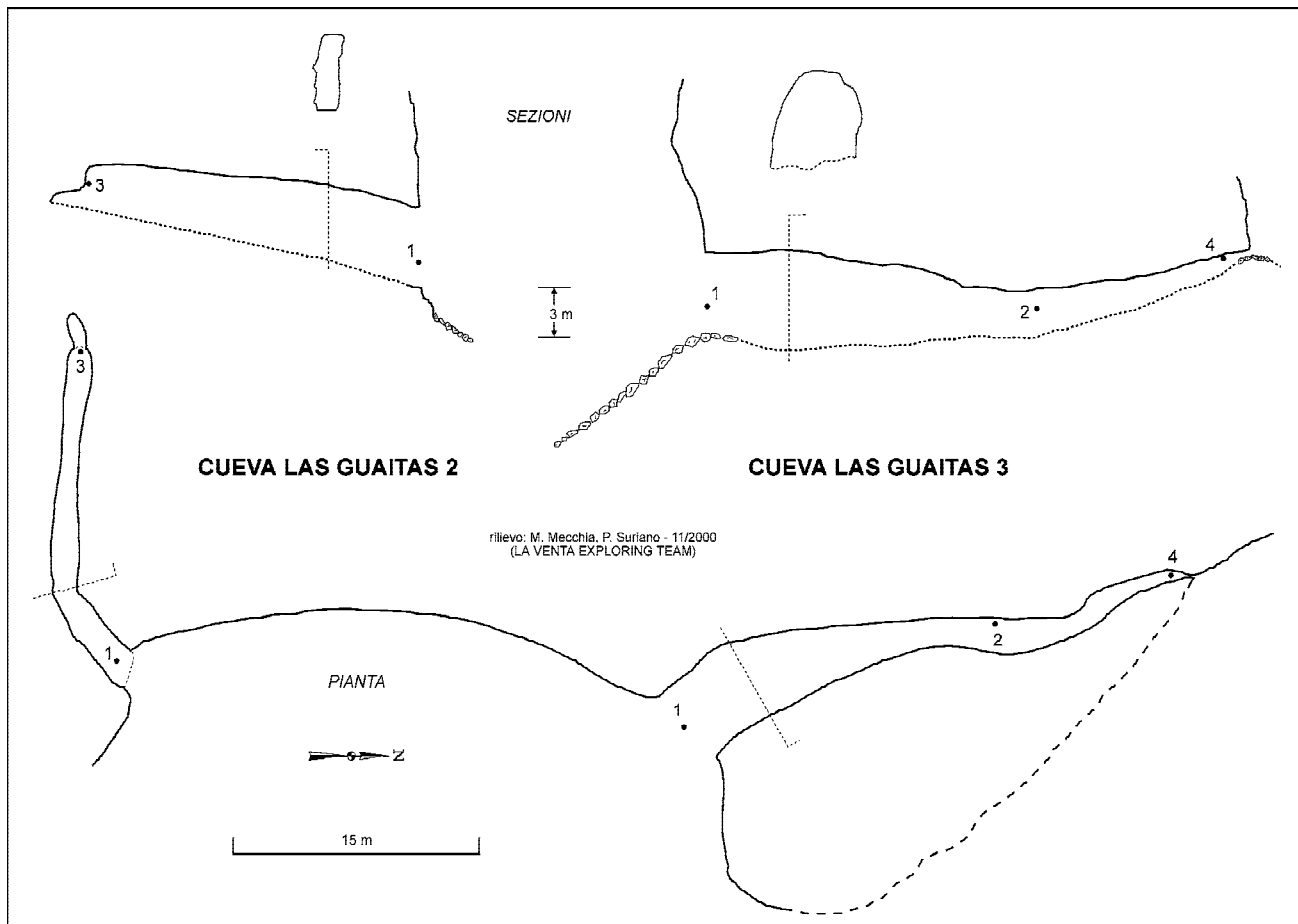 SEZIONI
3
1
3 m
1
2
4
3
CUEVA LAS GUAITAS 2
CUEVA LAS GUAITAS 3
rilievo: M. Mecchia, P. Suriano - 11/2000
(LA VENTA EXPLORING TEAM)
4
2
1
PIANTA
1
N
15 m